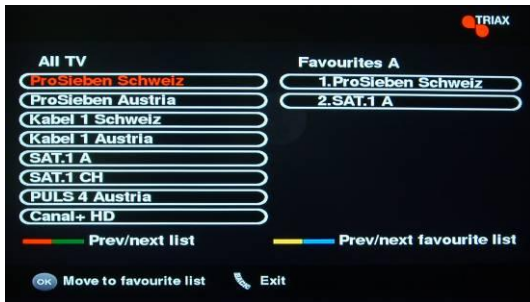 TRIAX
All TV
ProSieben Schweiz
ProSieben Austria
Kabel 1 Schweiz
Kabel 1 Austria
SAT.1 A
SAT.1 CH
PULS 4 Austria
Canal+ HD
Favourites A
1.ProSieben Schweiz
2.SAT.1 A
Prev/next list
Prev/next favourite list
OK Move to favourite list
Exit